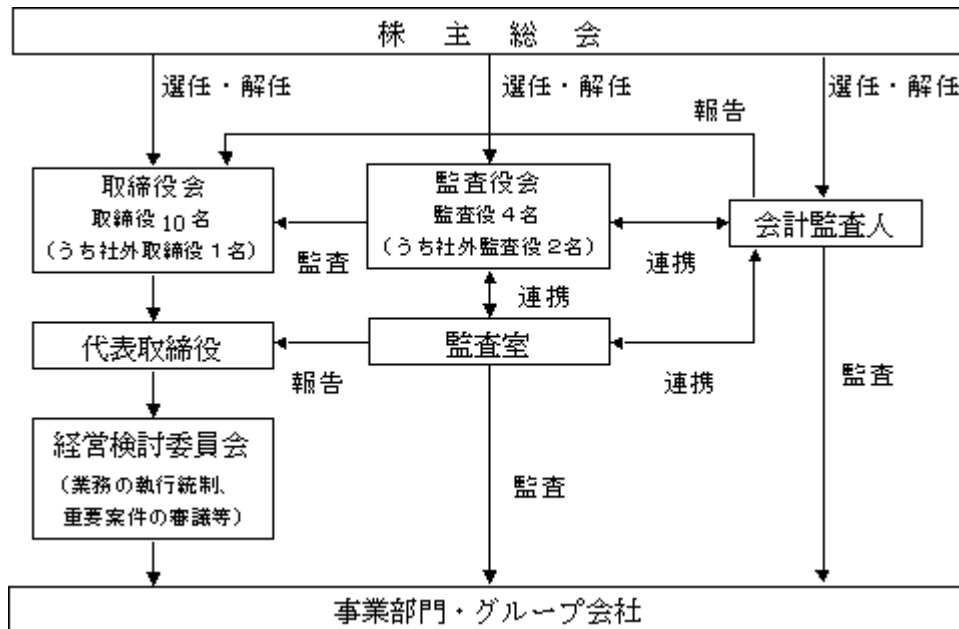 株主総会
選任・解任
選任・解任
選任・解任
報告
取締役会
取締役10名
(うち社外取締役1名)
監査
監査役会
監査役4名
(うち社外監査役2名)
連携
会計監査人
連携
代表取締役
報告
監査室
連携
監査
経営検討委員会
(業務の執行統制、
重要案件の審議等)
監査
事業部門・グループ会社